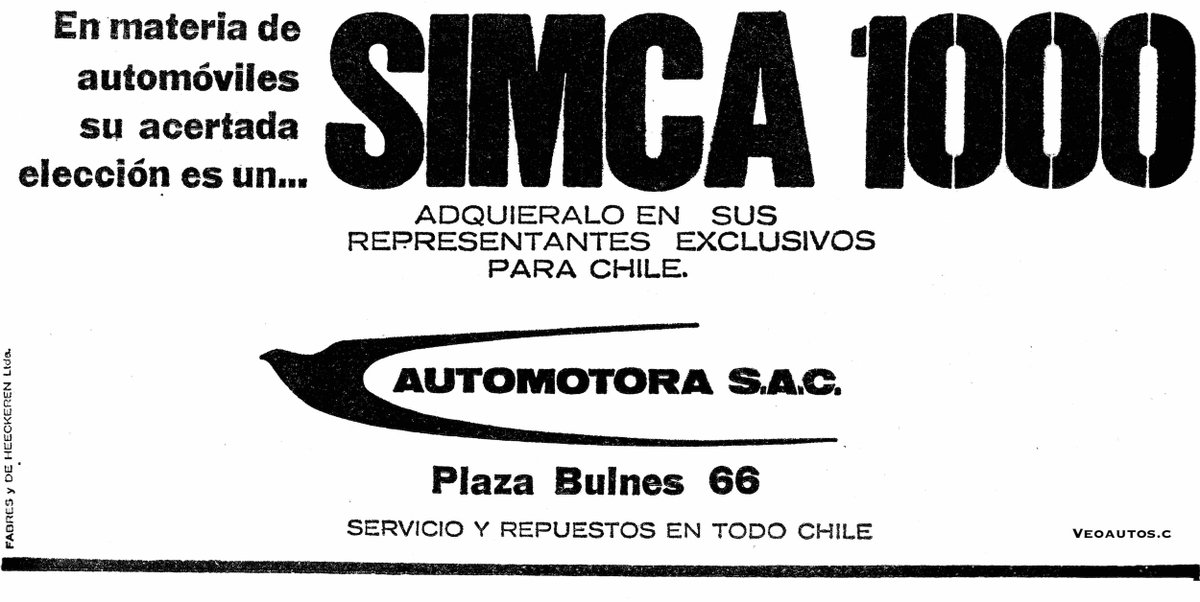 En materia de
automóviles
su acertada
elección es un...
SIMCA 1000
ADQUIERALO EN SUS
REPRESENTANTES EXCLUSIVOS
PARA CHILE.
AUTOMOTORA S.A.C.
Plaza Bulnes 66
SERVICIO Y REPUESTOS EN TODO CHILE
FABRES y DE HEECKEREN Ltda.
VEOAUTOS.C